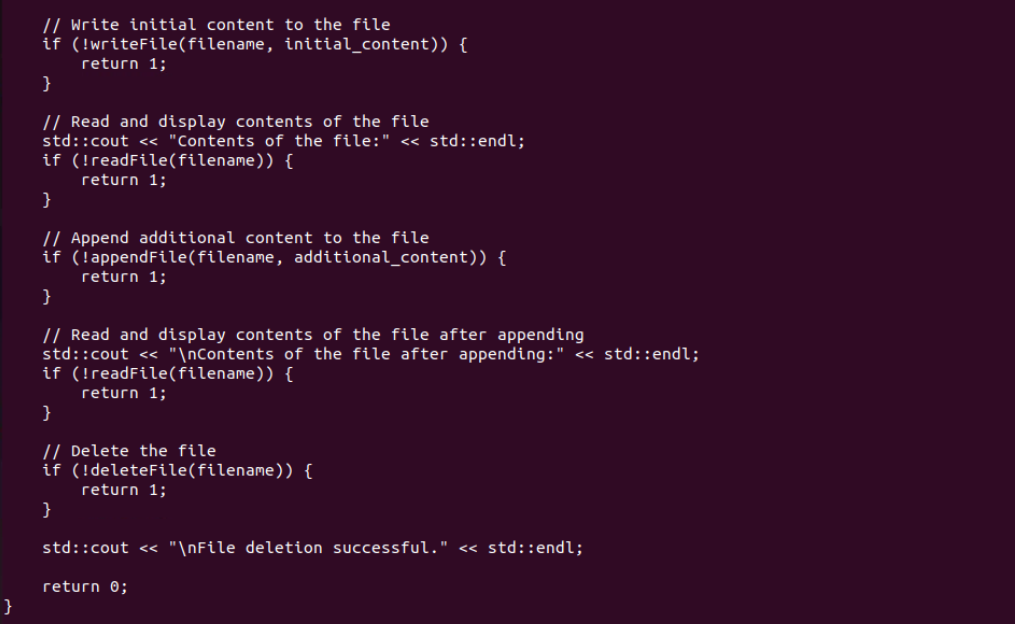 // Write initial content to the file
    if (!writeFile(filename, initial_content)) {
        return 1;
    }

    // Read and display contents of the file
    std::cout << "Contents of the file:" << std::endl;
    if (!readFile(filename)) {
        return 1;
    }

    // Append additional content to the file
    if (!appendFile(filename, additional_content)) {
        return 1;
    }

    // Read and display contents of the file after appending
    std::cout << "\nContents of the file after appending:" << std::endl;
    if (!readFile(filename)) {
        return 1;
    }

    // Delete the file
    if (!deleteFile(filename)) {
        return 1;
    }

    std::cout << "\nFile deletion successful." << std::endl;

    return 0;
}